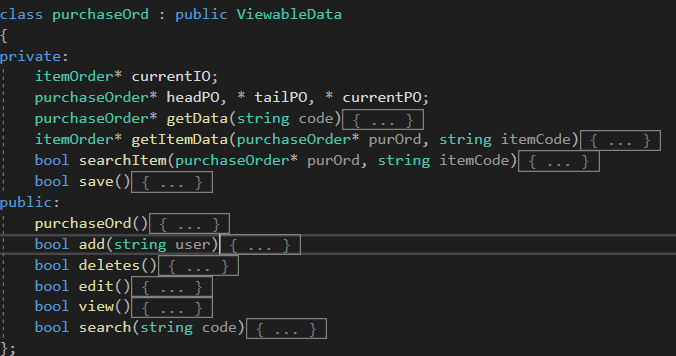 class purchaseOrd : public ViewableData
{
private:
    itemOrder* currentIO;
    purchaseOrder* headPO, * tailPO, * currentPO;
    purchaseOrder* getData(string code){ ... }
    itemOrder* getItemData(purchaseOrder* purOrd, string itemCode){ ... }
    bool searchItem(purchaseOrder* purOrd, string itemCode){ ... }
    bool save(){ ... }
public:
    purchaseOrd(){ ... }
    bool add(string user){ ... }
    bool deletes(){ ... }
    bool edit(){ ... }
    bool view(){ ... }
    bool search(string code){ ... }
};